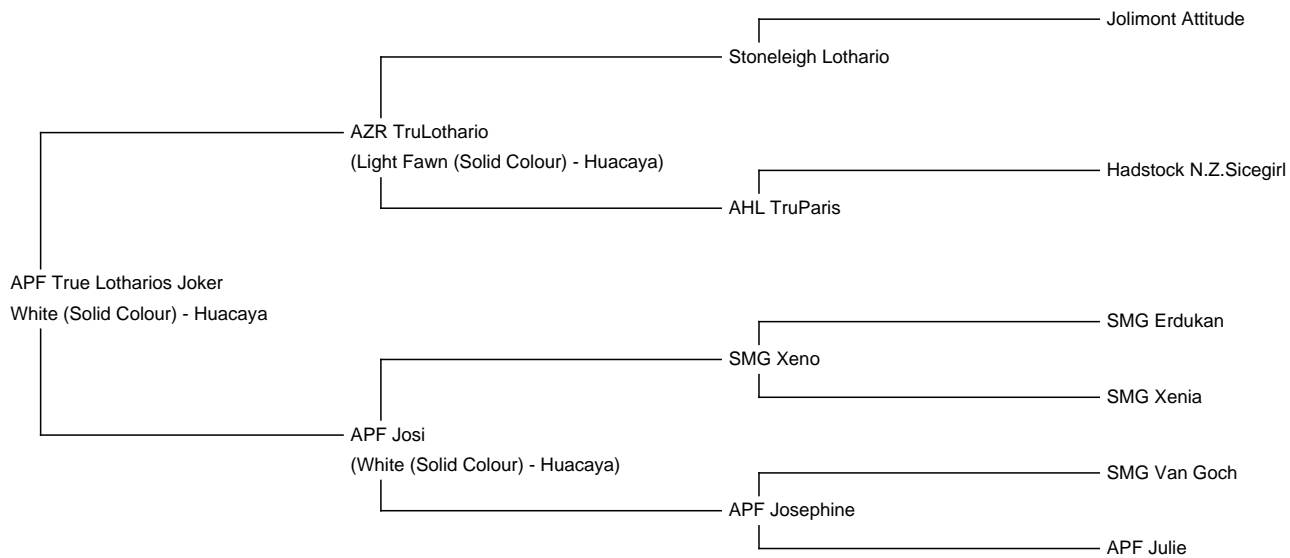 Jolimont Attitude
Stoneleigh Lothario
AZR TruLothario
(Light Fawn (Solid Colour) - Huacaya)
Hadstock N.Z.Sicegirl
AHL TruParis
APF True Lotharios Joker
White (Solid Colour) - Huacaya
SMG Erdukan
SMG Xeno
SMG Xenia
APF Josi
(White (Solid Colour) - Huacaya)
SMG Van Goch
APF Josephine
APF Julie